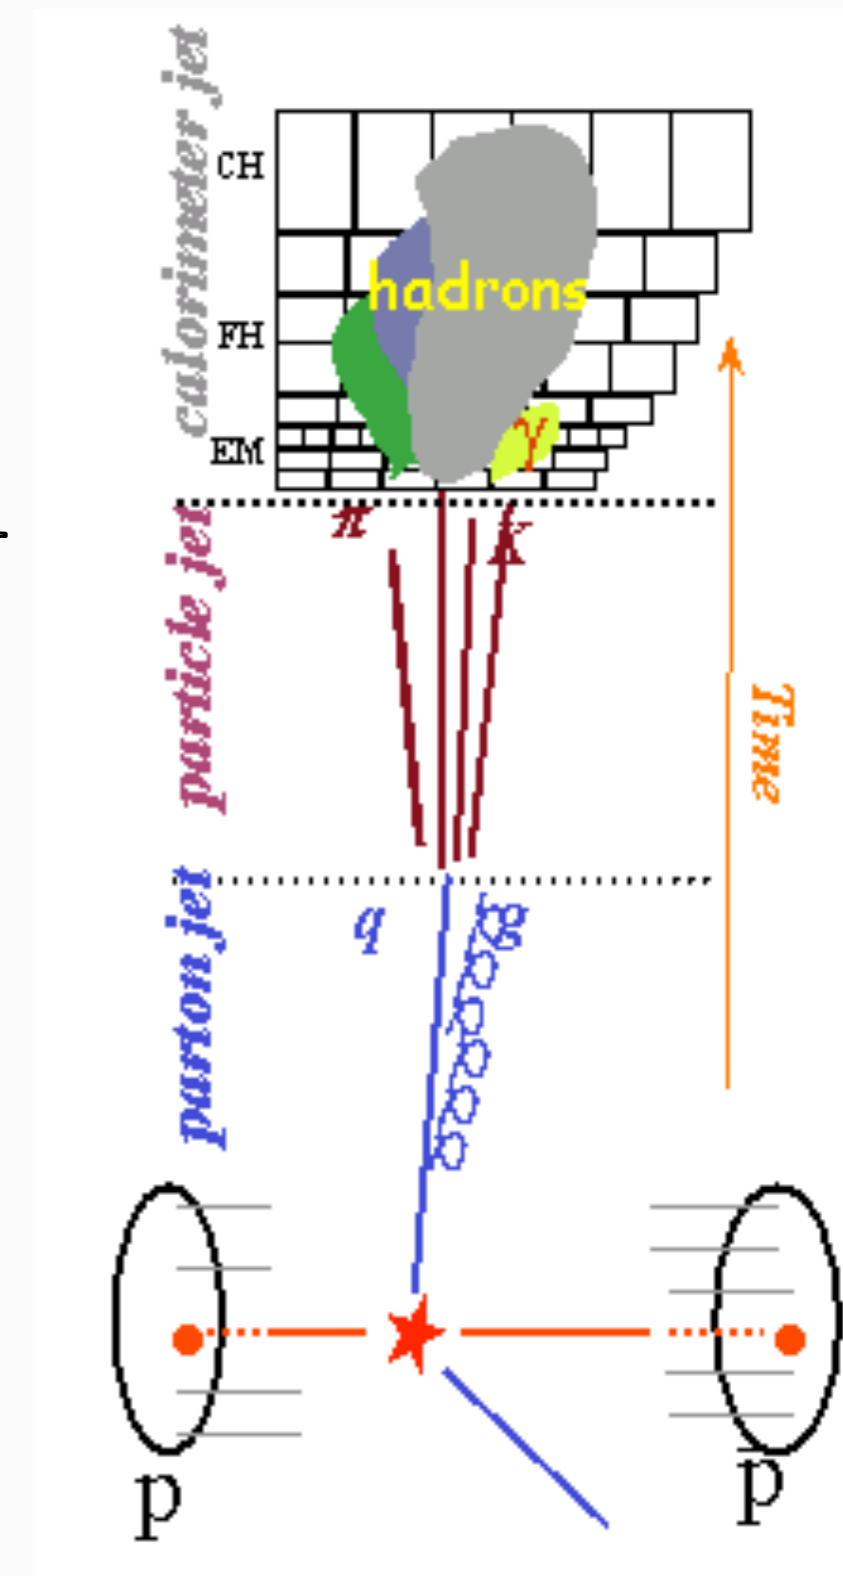 calorimeter jet
CH
hadrons
FH
γ
EM
π
K
particle jet
Time
q
g
parton jet
p
p̄